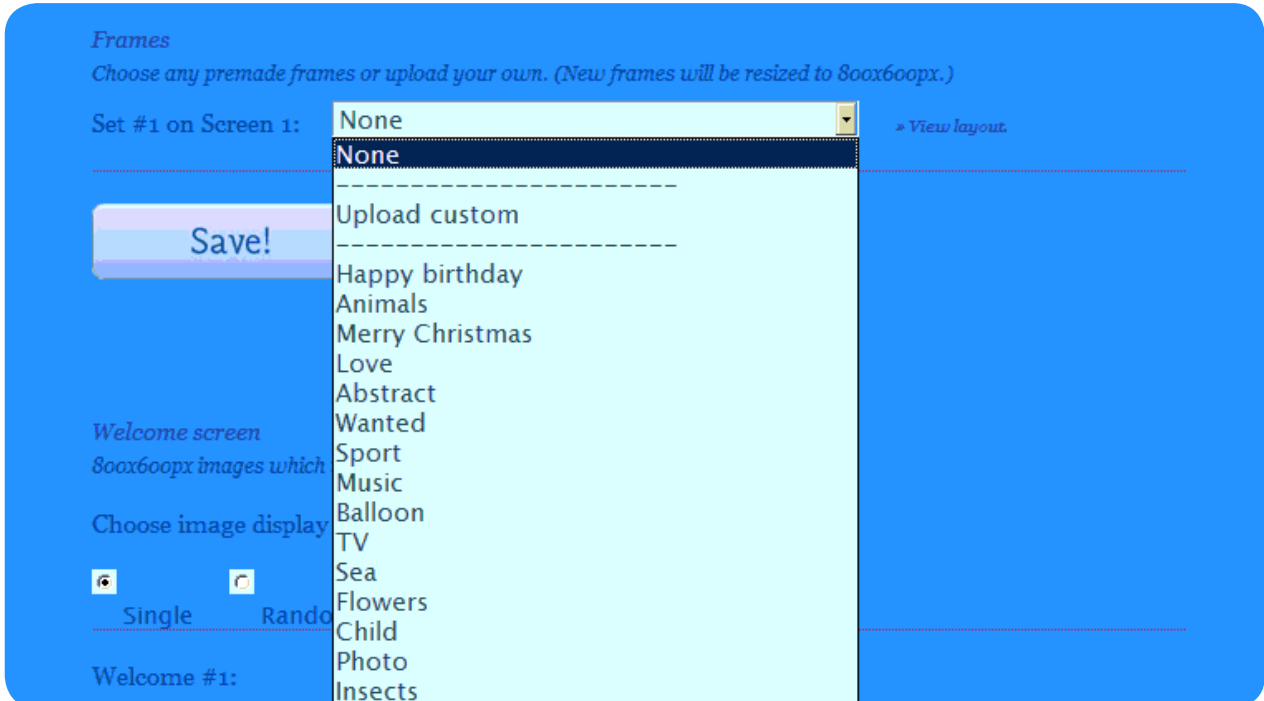 Frames
Choose any premade frames or upload your own. (New frames will be resized to 800x600px.)
Set #1 on Screen 1:
None
» View layout.
None
------------------------
Upload custom
------------------------
Happy birthday
Animals
Merry Christmas
Love
Abstract
Wanted
Sport
Music
Balloon
TV
Sea
Flowers
Child
Photo
Insects
Save!
Welcome screen
800x600px images which
Choose image display
Single
Rando
Welcome #1: